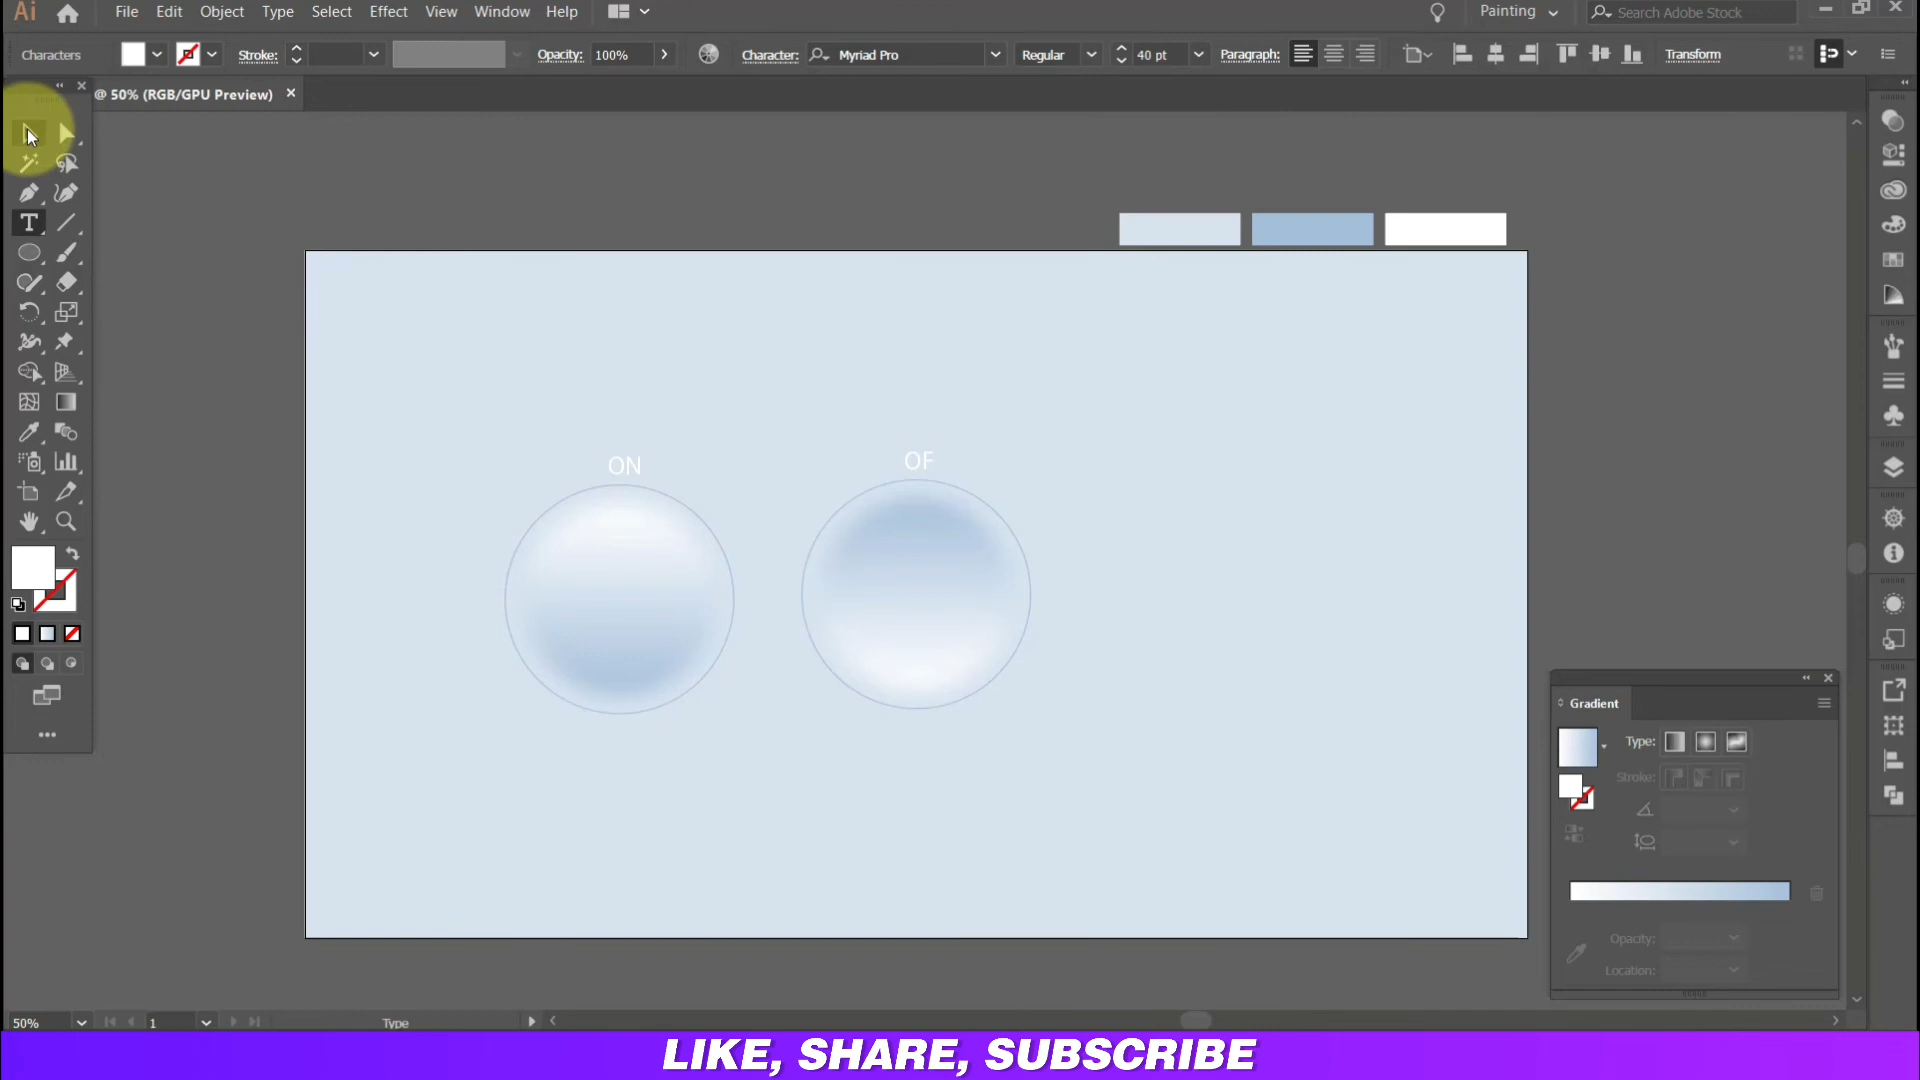 Ai File Edit Object Type Select Effect View Window Help Painting Search Adobe Stock
Characters Stroke: Opacity: 100% Character: Myriad Pro Regular 40 pt Paragraph: Transform
@ 50% (RGB/GPU Preview)
T
ON
OF
Gradient
Type:
Stroke:
Opacity:
Location:
50% 1 Type
LIKE, SHARE, SUBSCRIBE